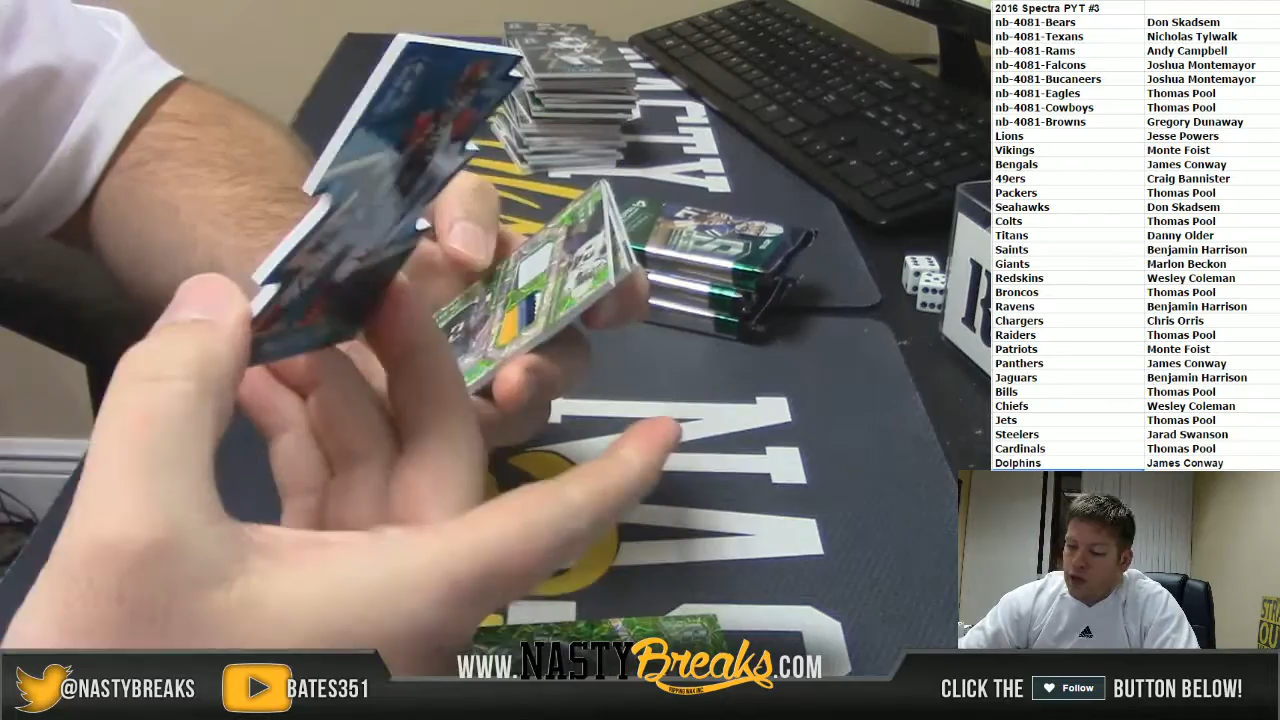 2016 Spectra PYT #3
nb-4081-Bears Don Skadsem
nb-4081-Texans Nicholas Tylwalk
nb-4081-Rams Andy Campbell
nb-4081-Falcons Joshua Montemayor
nb-4081-Bucaneers Joshua Montemayor
nb-4081-Eagles Thomas Pool
nb-4081-Cowboys Thomas Pool
nb-4081-Browns Gregory Dunaway
Lions Jesse Powers
Vikings Monte Foist
Bengals James Conway
49ers Craig Bannister
Packers Thomas Pool
Seahawks Don Skadsem
Colts Thomas Pool
Titans Danny Older
Saints Benjamin Harrison
Giants Marlon Beckon
Redskins Wesley Coleman
Broncos Thomas Pool
Ravens Benjamin Harrison
Chargers Chris Orris
Raiders Thomas Pool
Patriots Monte Foist
Panthers James Conway
Jaguars Benjamin Harrison
Bills Thomas Pool
Chiefs Wesley Coleman
Jets Thomas Pool
Steelers Jarad Swanson
Cardinals Thomas Pool
Dolphins James Conway
@NASTYBREAKS
BATES351
WWW.NASTYBreaks.COM
CLICK THE Follow BUTTON BELOW!